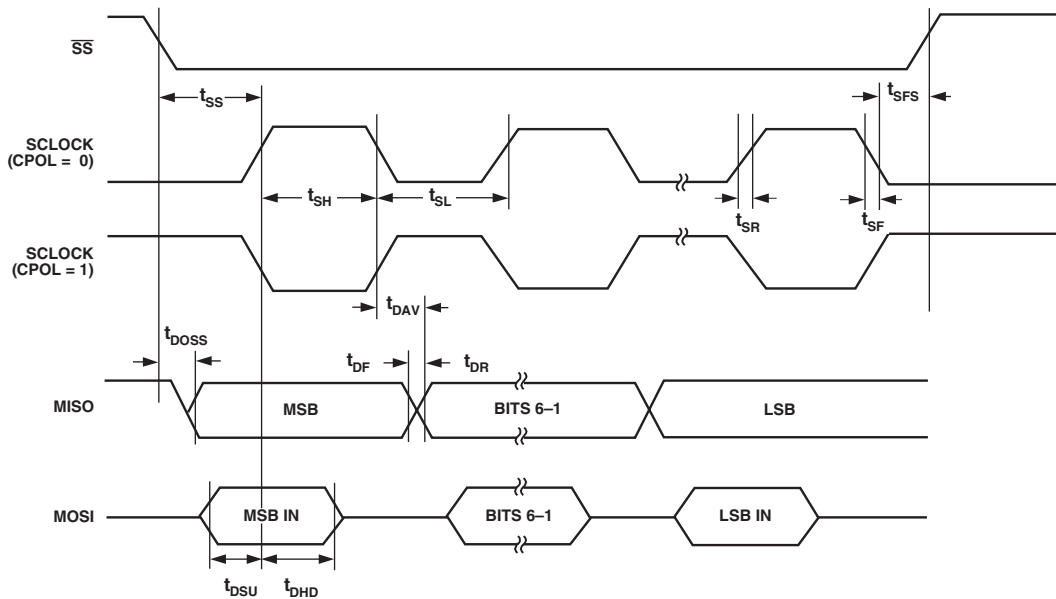 SS
tSS
tSFS
SCLOCK
(CPOL = 0)
tSH
tSL
tSR
tSF
SCLOCK
(CPOL = 1)
tDAV
tDOSS
tDF
tDR
MISO
MSB
BITS 6–1
LSB
MOSI
MSB IN
BITS 6–1
LSB IN
tDSU
tDHD